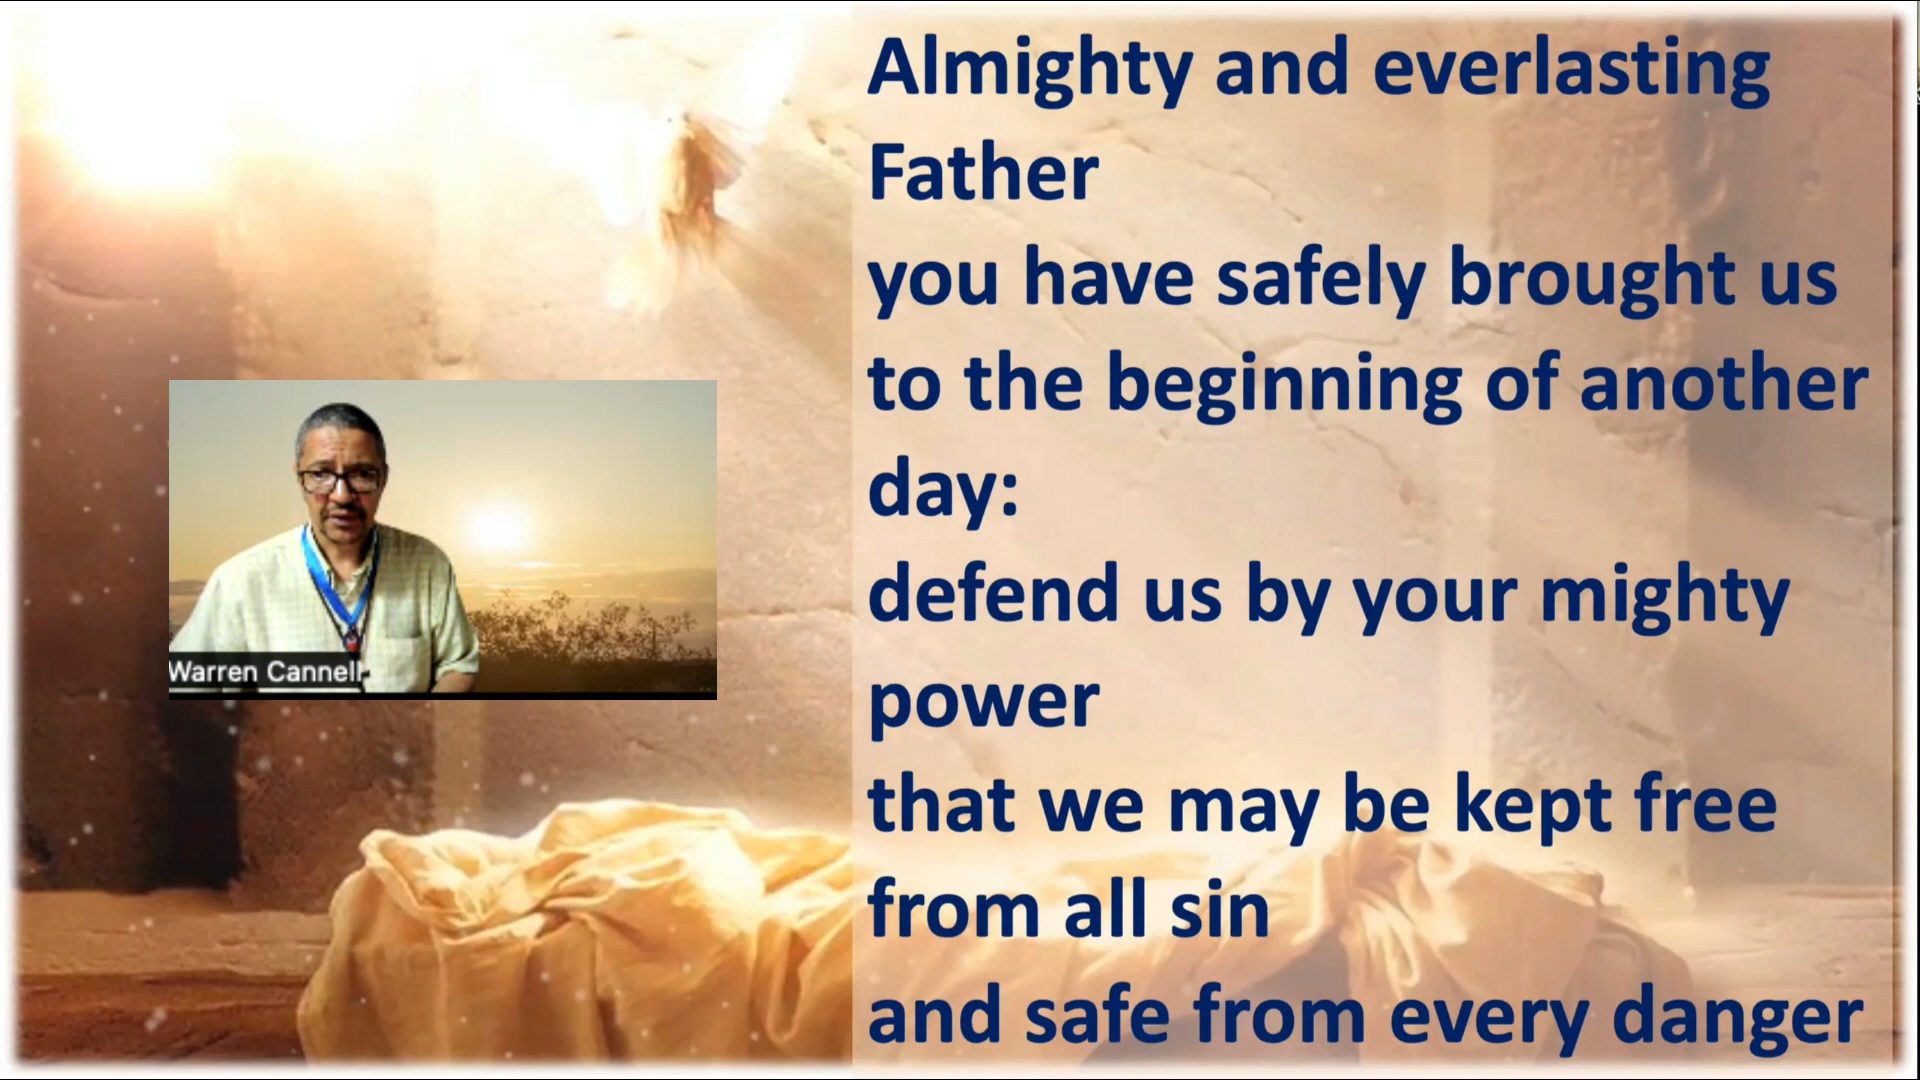 Almighty and everlasting
Father
you have safely brought us
to the beginning of another
day:
defend us by your mighty
power
that we may be kept free
from all sin
and safe from every danger
Warren Cannell